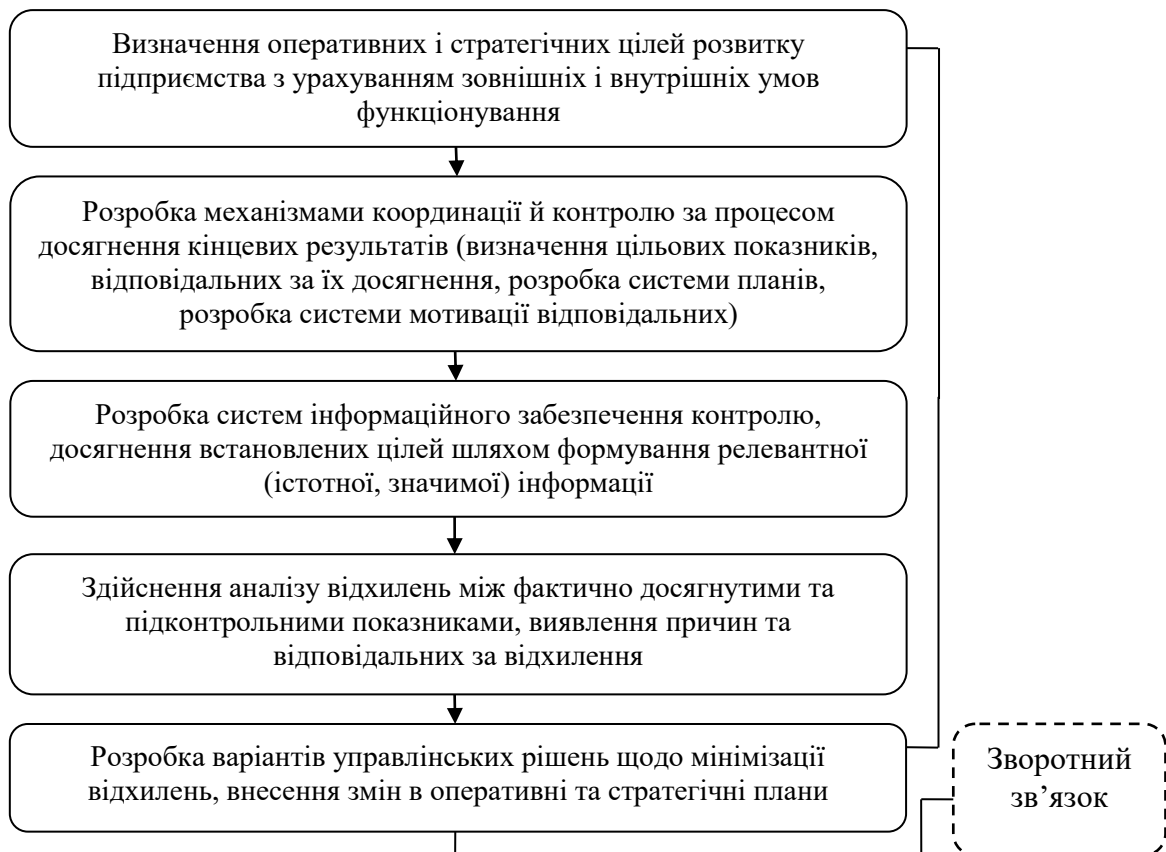 Визначення оперативних і стратегічних цілей розвитку
підприємства з урахуванням зовнішніх і внутрішніх умов
функціонування
Розробка механізмами координації й контролю за процесом
досягнення кінцевих результатів (визначення цільових показників,
відповідальних за їх досягнення, розробка системи планів,
розробка системи мотивації відповідальних)
Розробка систем інформаційного забезпечення контролю,
досягнення встановлених цілей шляхом формування релевантної
(істотної, значимої) інформації
Здійснення аналізу відхилень між фактично досягнутими та
підконтрольними показниками, виявлення причин та
відповідальних за відхилення
Розробка варіантів управлінських рішень щодо мінімізації
відхилень, внесення змін в оперативні та стратегічні плани
Зворотний
зв’язок